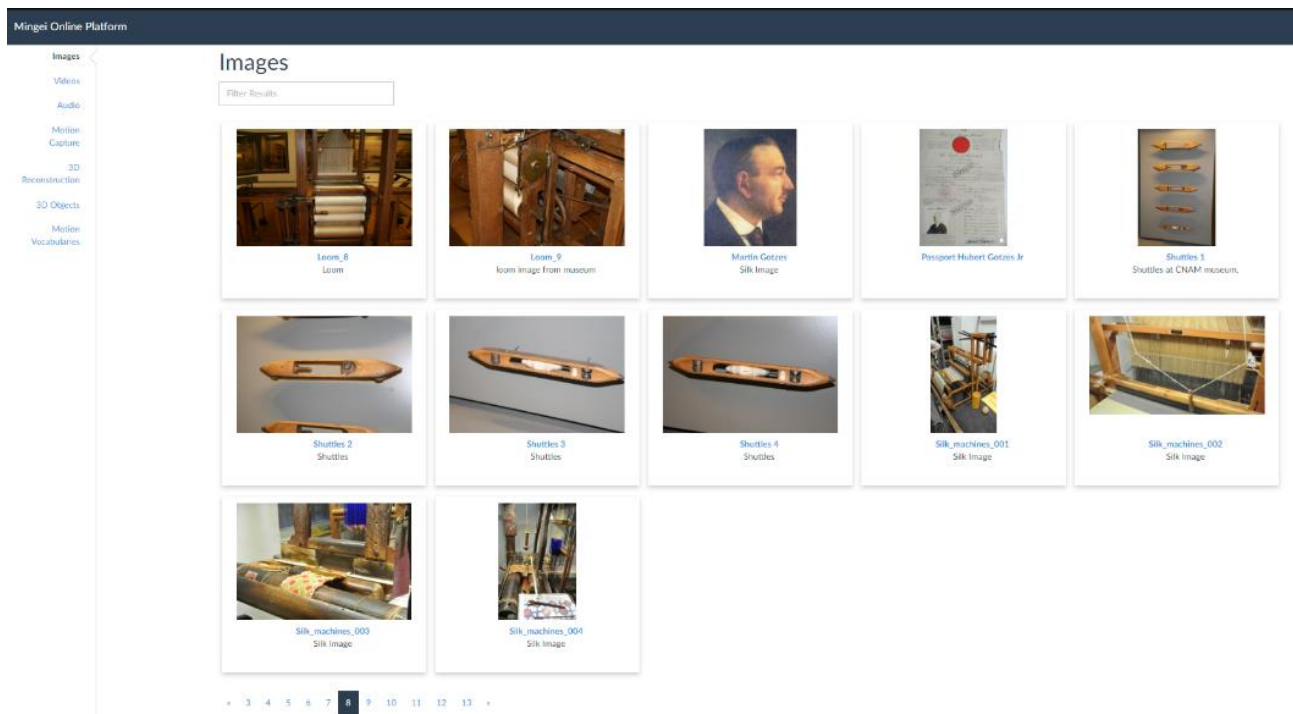 Mingei Online Platform
Images
Videos
Audio
Motion
Capture
3D
Reconstruction
3D Objects
Motion
Vocabularies
Images
Filter Results
Loom_8
Loom
Loom_9
loom image from museum
Martin Gotzes
Silk Image
Passport Hubert Gotzes Jr
Shuttles 1
Shuttles at CNAM museum.
Shuttles 2
Shuttles
Shuttles 3
Shuttles
Shuttles 4
Shuttles
Silk_machines_001
Silk Image
Silk_machines_002
Silk Image
Silk_machines_003
Silk Image
Silk_machines_004
Silk Image
« 3 4 5 6 7 8 9 10 11 12 13 »